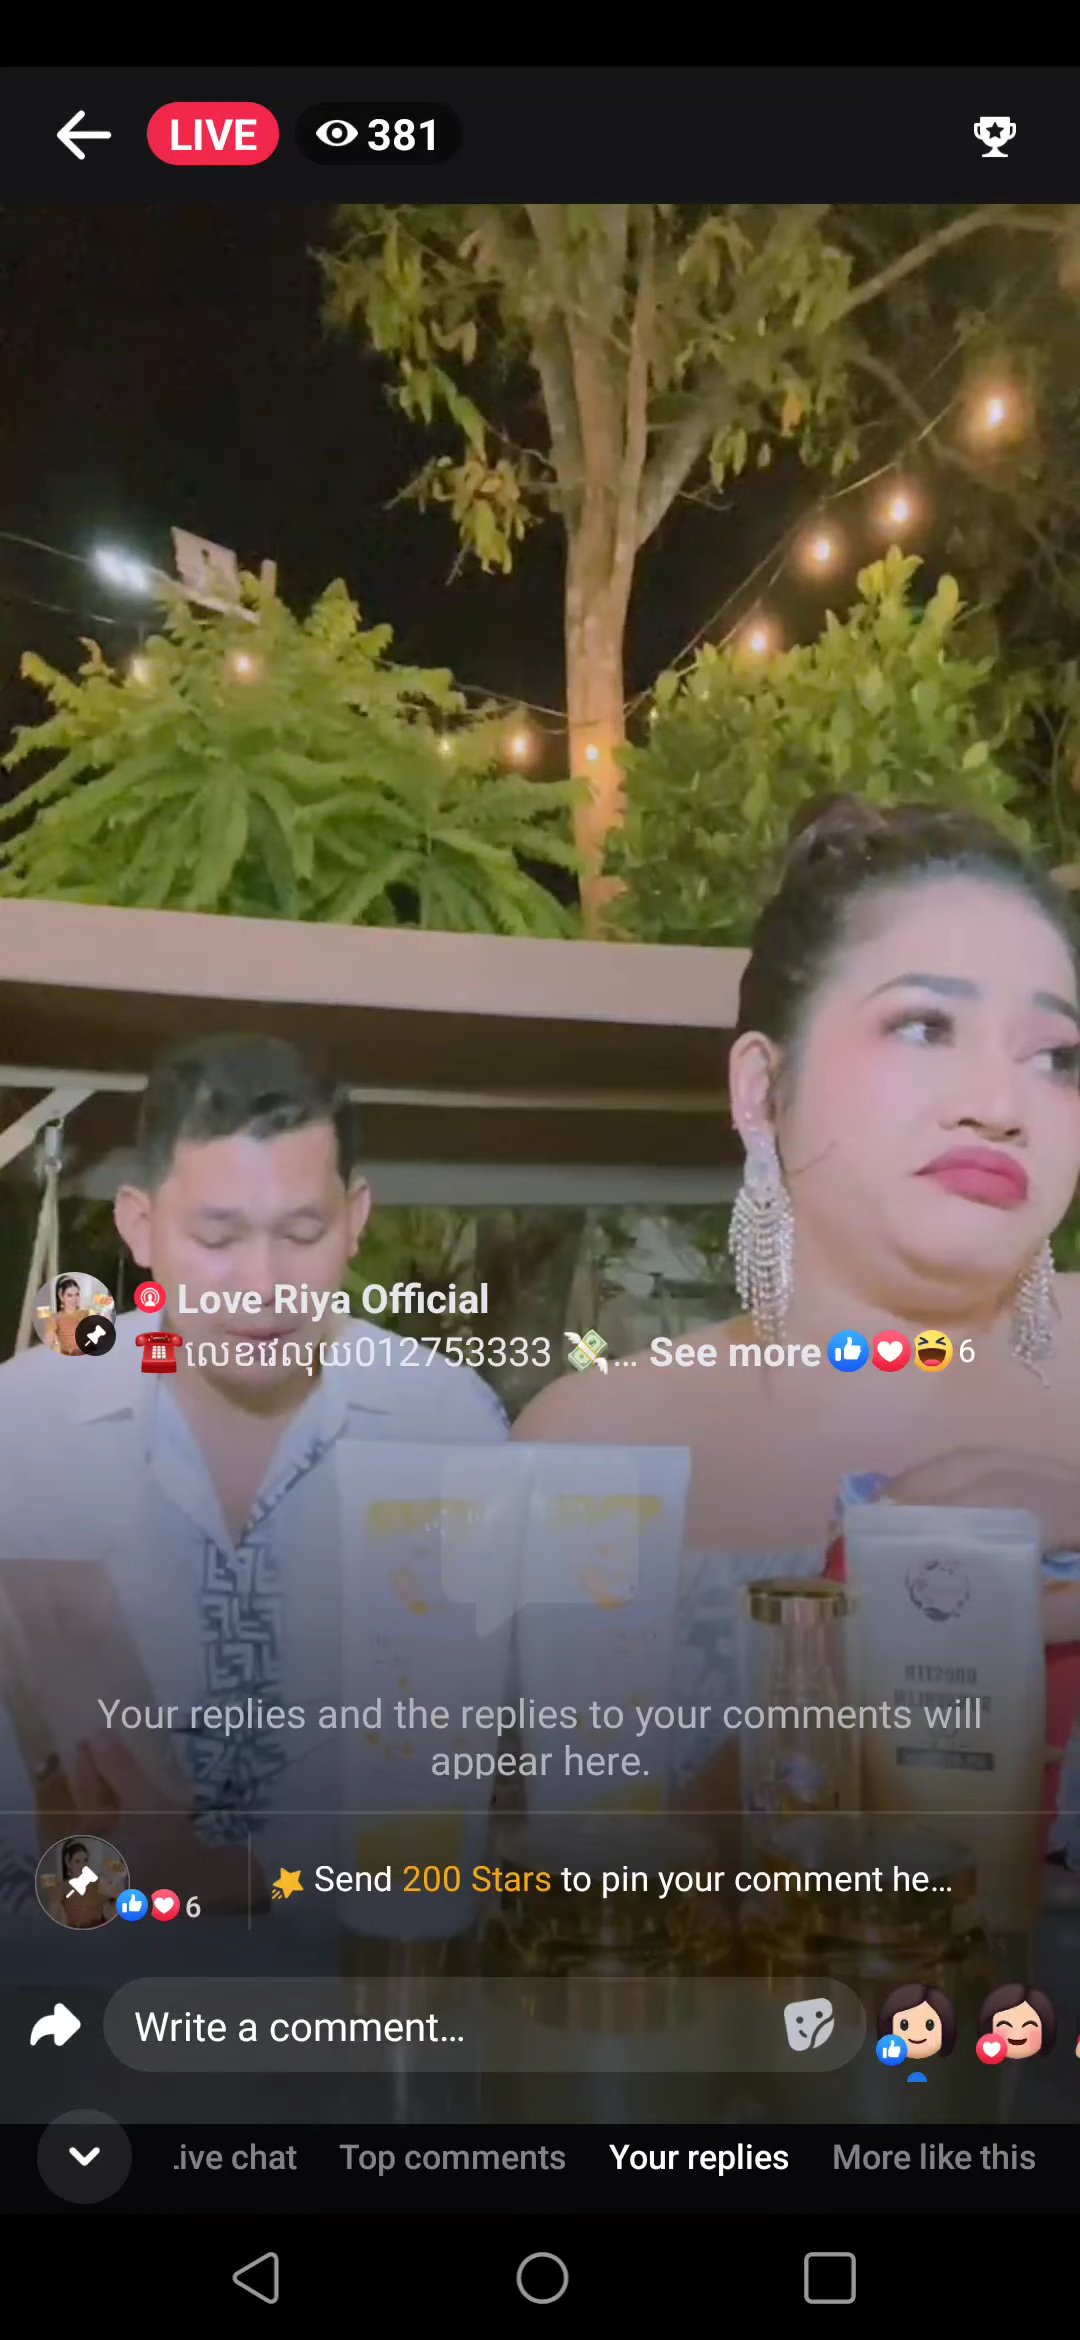 LIVE 381
Love Riya Official
☎️លេខវេលុយ012753333 💸... See more 6
BOOSTER
Your replies and the replies to your comments will
appear here.
6 Send 200 Stars to pin your comment he...
Write a comment...
.ive chat Top comments Your replies More like this